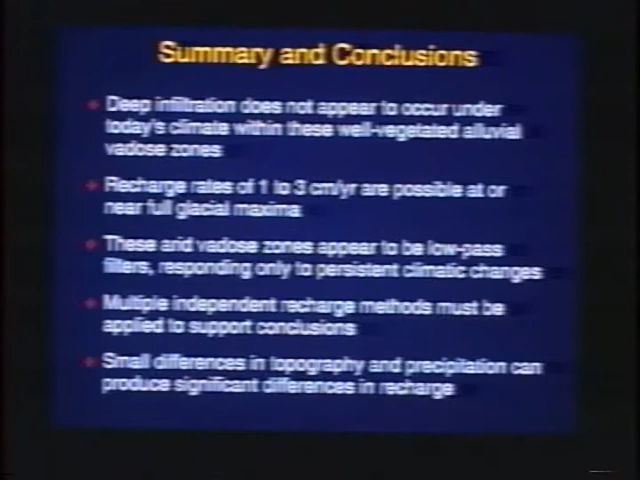 Summary and Conclusions
Deep infiltration does not appear to occur under
today's climate within these well-vegetated alluvial
vadose zones
Recharge rates of 1 to 3 cm/yr are possible at or
near full glacial maxima
These arid vadose zones appear to be low-pass
filters, responding only to persistent climatic changes
Multiple independent recharge methods must be
applied to support conclusions
Small differences in topography and precipitation can
produce significant differences in recharge